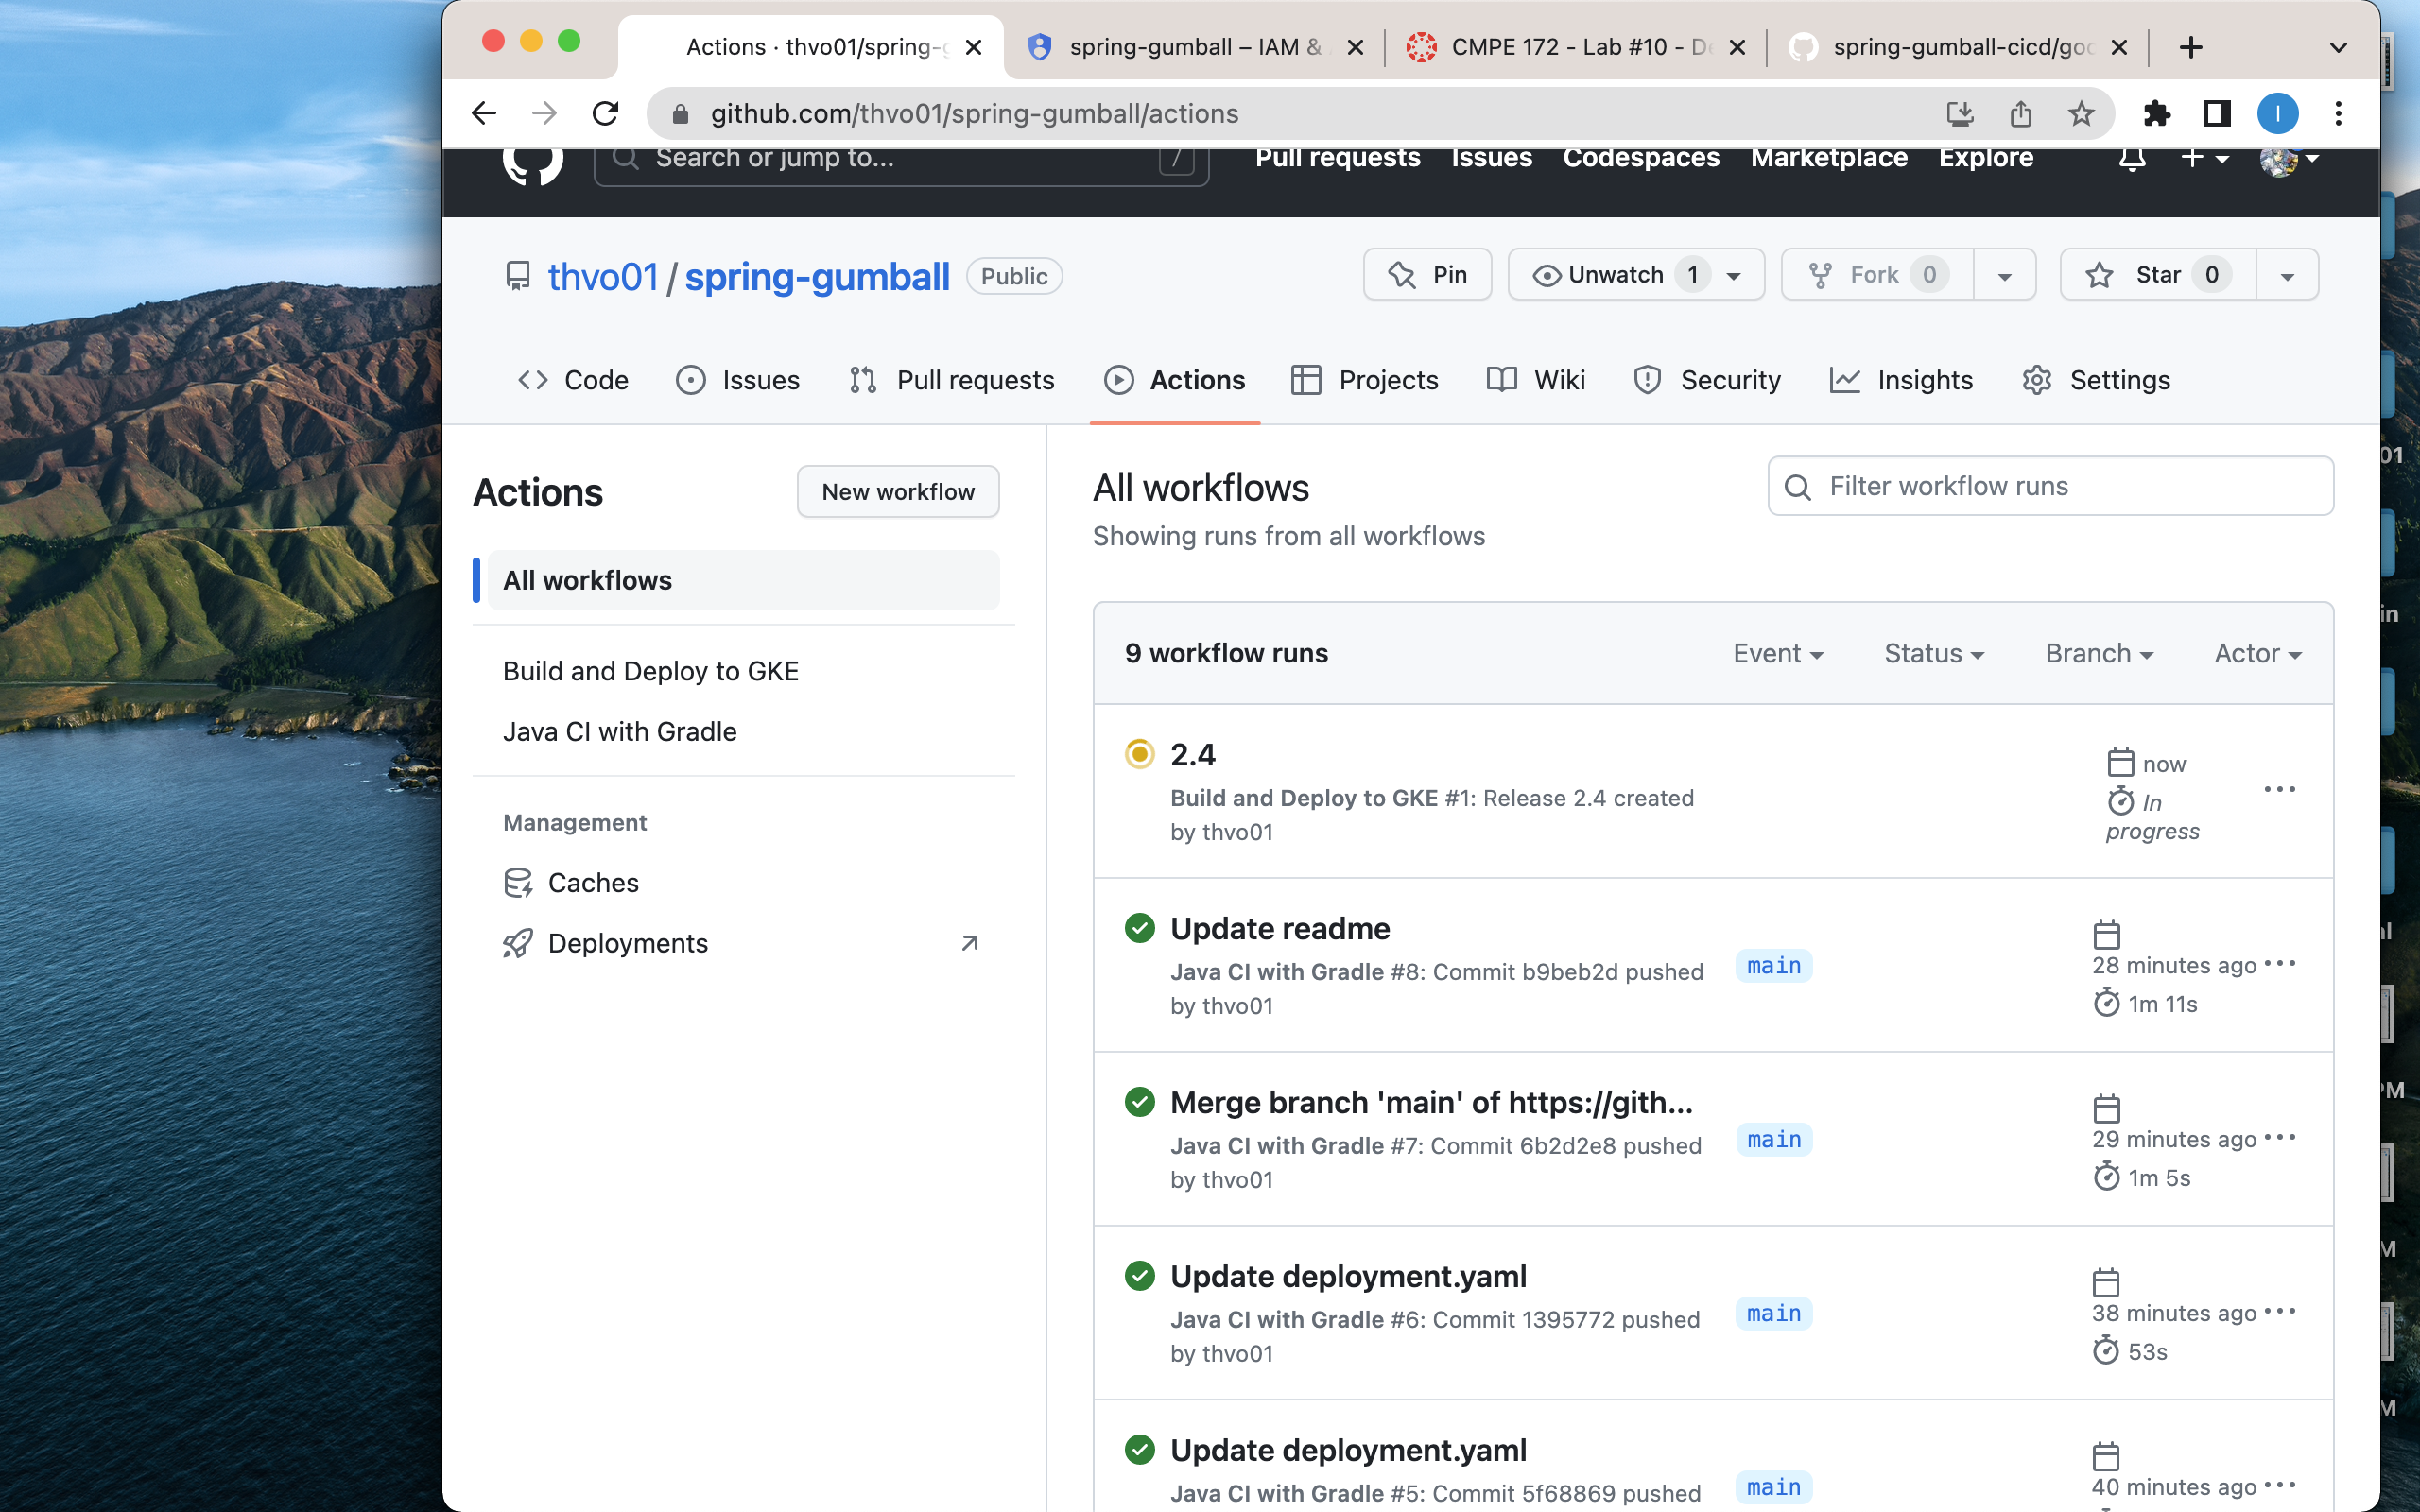 Actions · thvo01/spring-g
spring-gumball – IAM &
CMPE 172 - Lab #10 - De
spring-gumball-cicd/goo
github.com/thvo01/spring-gumball/actions
I
Search or jump to...
/
Pull requests
Issues
Codespaces
Marketplace
Explore
thvo01 / spring-gumball
Public
Pin
Unwatch 1
Fork 0
Star 0
Code
Issues
Pull requests
Actions
Projects
Wiki
Security
Insights
Settings
Actions
New workflow
All workflows
Build and Deploy to GKE
Java CI with Gradle
Management
Caches
Deployments
All workflows
Showing runs from all workflows
Filter workflow runs
9 workflow runs
Event
Status
Branch
Actor
2.4
Build and Deploy to GKE #1: Release 2.4 created
by thvo01
now
In
progress
Update readme
Java CI with Gradle #8: Commit b9beb2d pushed
by thvo01
main
28 minutes ago
1m 11s
Merge branch 'main' of https://gith...
Java CI with Gradle #7: Commit 6b2d2e8 pushed
by thvo01
main
29 minutes ago
1m 5s
Update deployment.yaml
Java CI with Gradle #6: Commit 1395772 pushed
by thvo01
main
38 minutes ago
53s
Update deployment.yaml
Java CI with Gradle #5: Commit 5f68869 pushed
main
40 minutes ago
01
in
PM